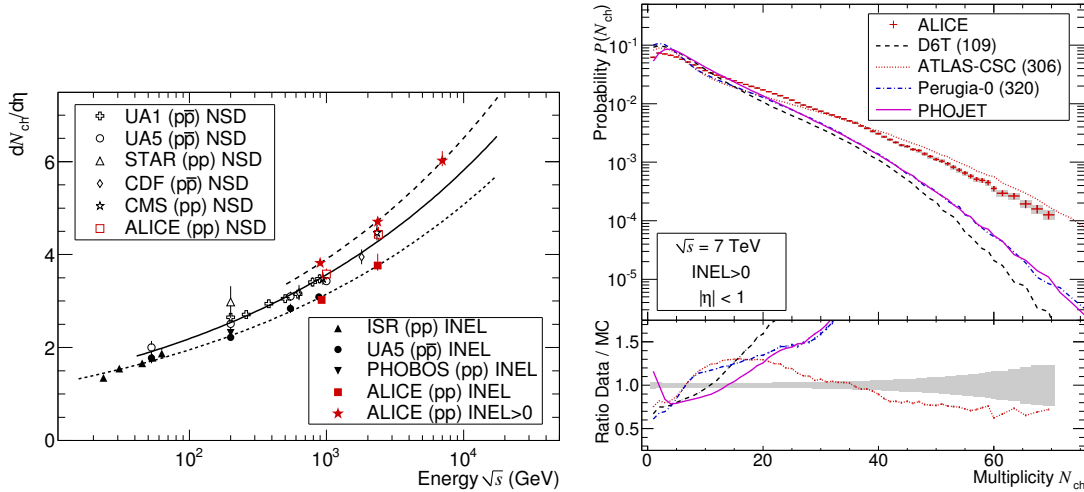 dN_ch/dη
6
4
2
0
UA1 (pp̅) NSD
UA5 (pp̅) NSD
STAR (pp) NSD
CDF (pp̅) NSD
CMS (pp) NSD
ALICE (pp) NSD
ISR (pp) INEL
UA5 (pp̅) INEL
PHOBOS (pp) INEL
ALICE (pp) INEL
ALICE (pp) INEL>0
10² 10³ 10⁴
Energy √s (GeV)
Probability P(N_ch)
10⁻¹
10⁻²
10⁻³
10⁻⁴
10⁻⁵
ALICE
D6T (109)
ATLAS-CSC (306)
Perugia-0 (320)
PHOJET
√s = 7 TeV
INEL>0
|η| < 1
Ratio Data / MC
1.5
1.0
0.5
0 20 40 60
Multiplicity N_ch